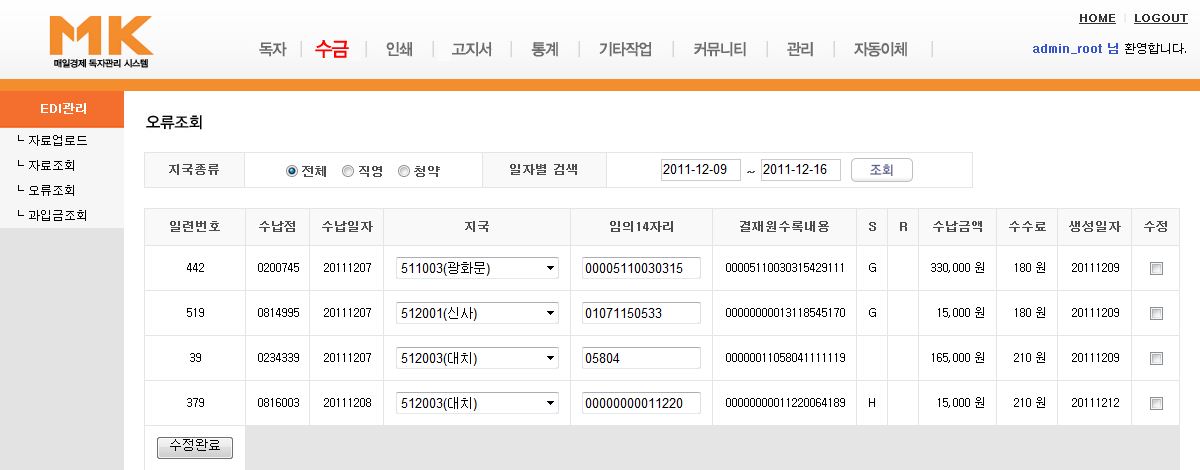 HOME | LOGOUT
MK
매일경제 독자관리 시스템
독자 | 수금 | 인쇄 | 고지서 | 통계 | 기타작업 | 커뮤니티 | 관리 | 자동이체 |
admin_root 님 환영합니다.
EDI관리
└ 자료업로드
└ 자료조회
└ 오류조회
└ 과입금조회
오류조회
지국종류 전체 직영 청약 일자별 검색 2011-12-09 ~ 2011-12-16 조회
일련번호 수납점 수납일자 지국 임의14자리 결재원수록내용 S R 수납금액 수수료 생성일자 수정
442 0200745 20111207 511003(광화문) 00005110030315 00005110030315429111 G 330,000 원 180 원 20111209
519 0814995 20111207 512001(신사) 01071150533 00000000013118545170 G 15,000 원 180 원 20111209
39 0234339 20111207 512003(대치) 05804 00000011058041111119 165,000 원 210 원 20111209
379 0816003 20111208 512003(대치) 00000000011220 00000000011220064189 H 15,000 원 210 원 20111212
수정완료